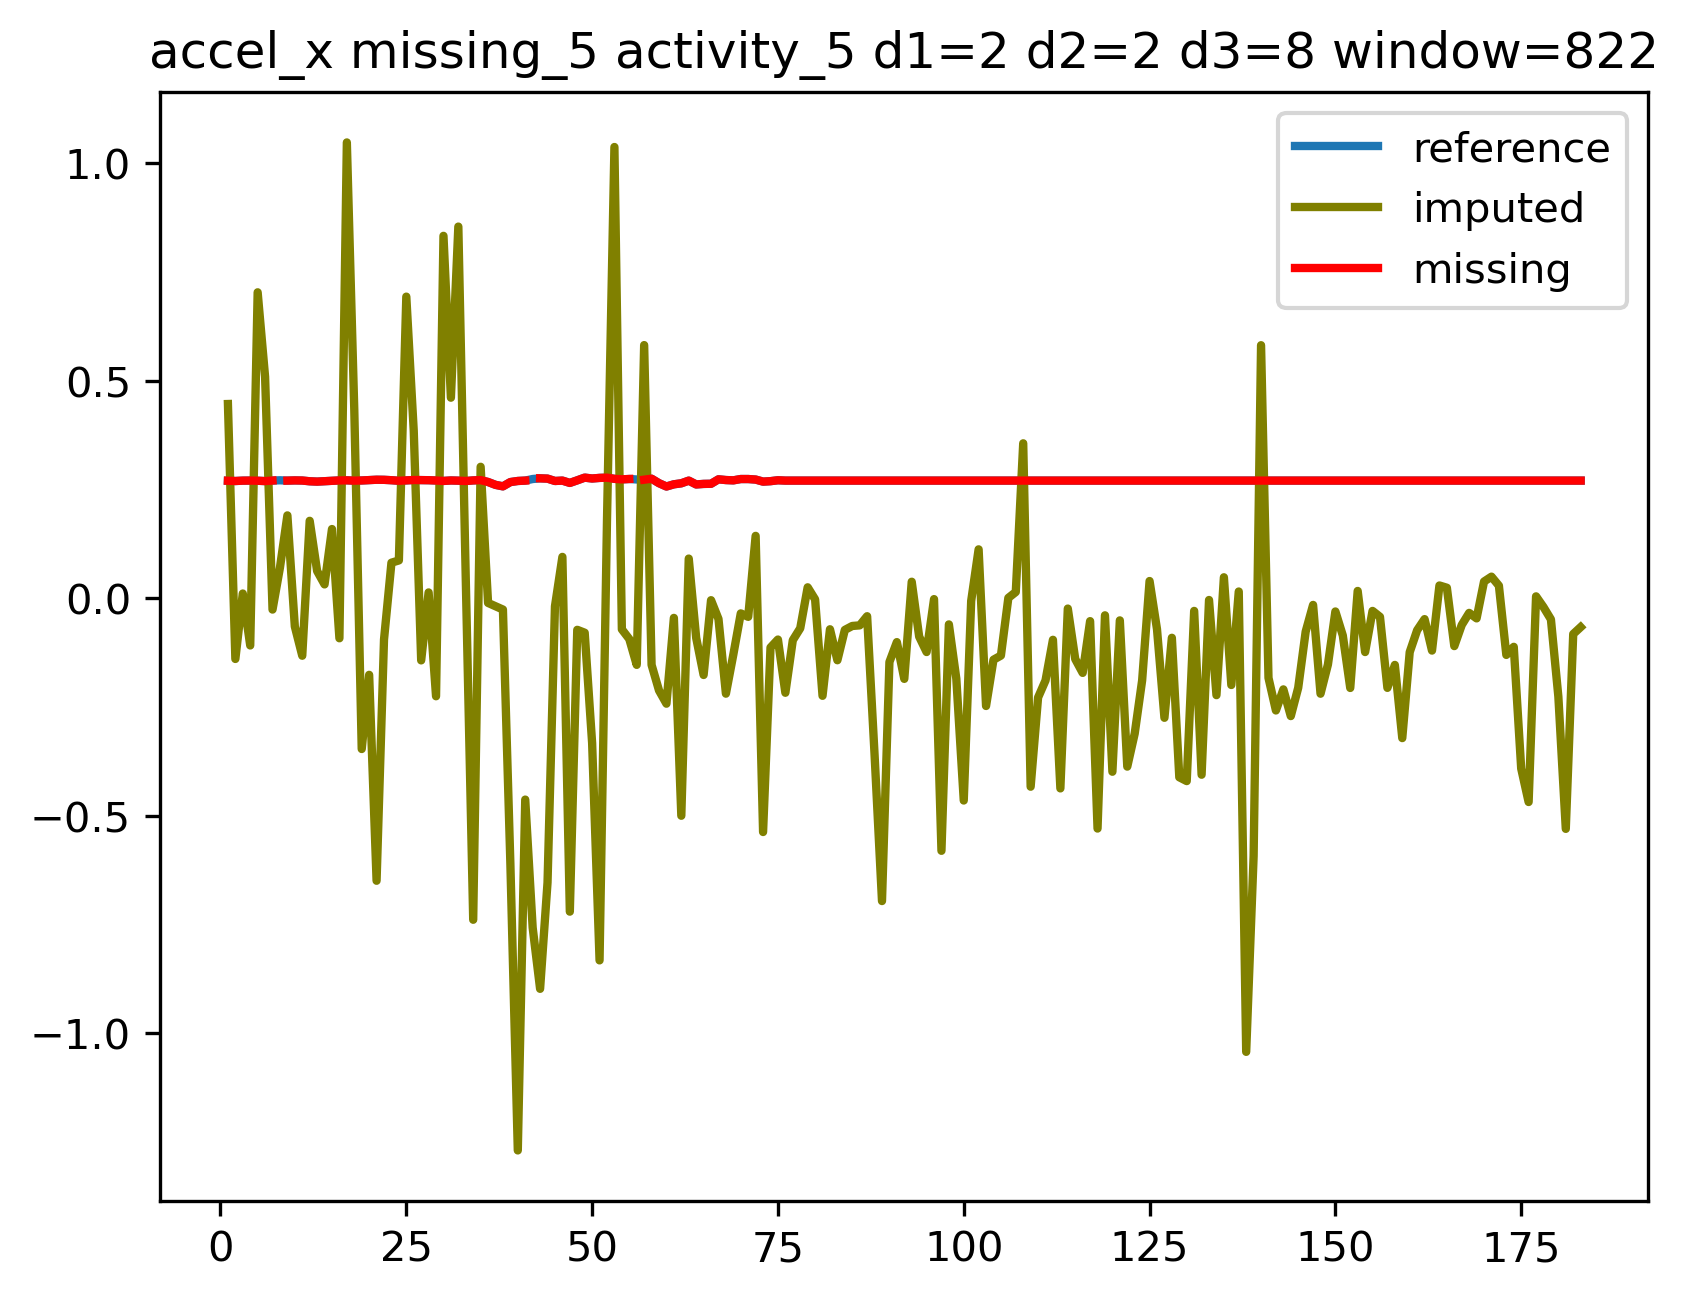 accel_x missing_5 activity_5 d1=2 d2=2 d3=8 window=822
reference
imputed
missing
1.0
0.5
0.0
−0.5
−1.0
0 25 50 75 100 125 150 175